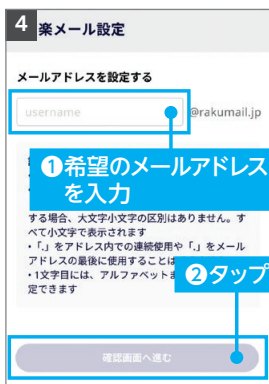 4
楽メール設定
メールアドレスを設定する
username
@rakumail.jp
❶希望のメールアドレス
を入力
する場合、大文字小文字の区別はありません。す
べて小文字で表示されます
・「.」をアドレス内での連続使用や「.」をメール
アドレスの最後に使用することは
・1文字目には、アルファベット
定できます
❷タップ
確認画面へ進む